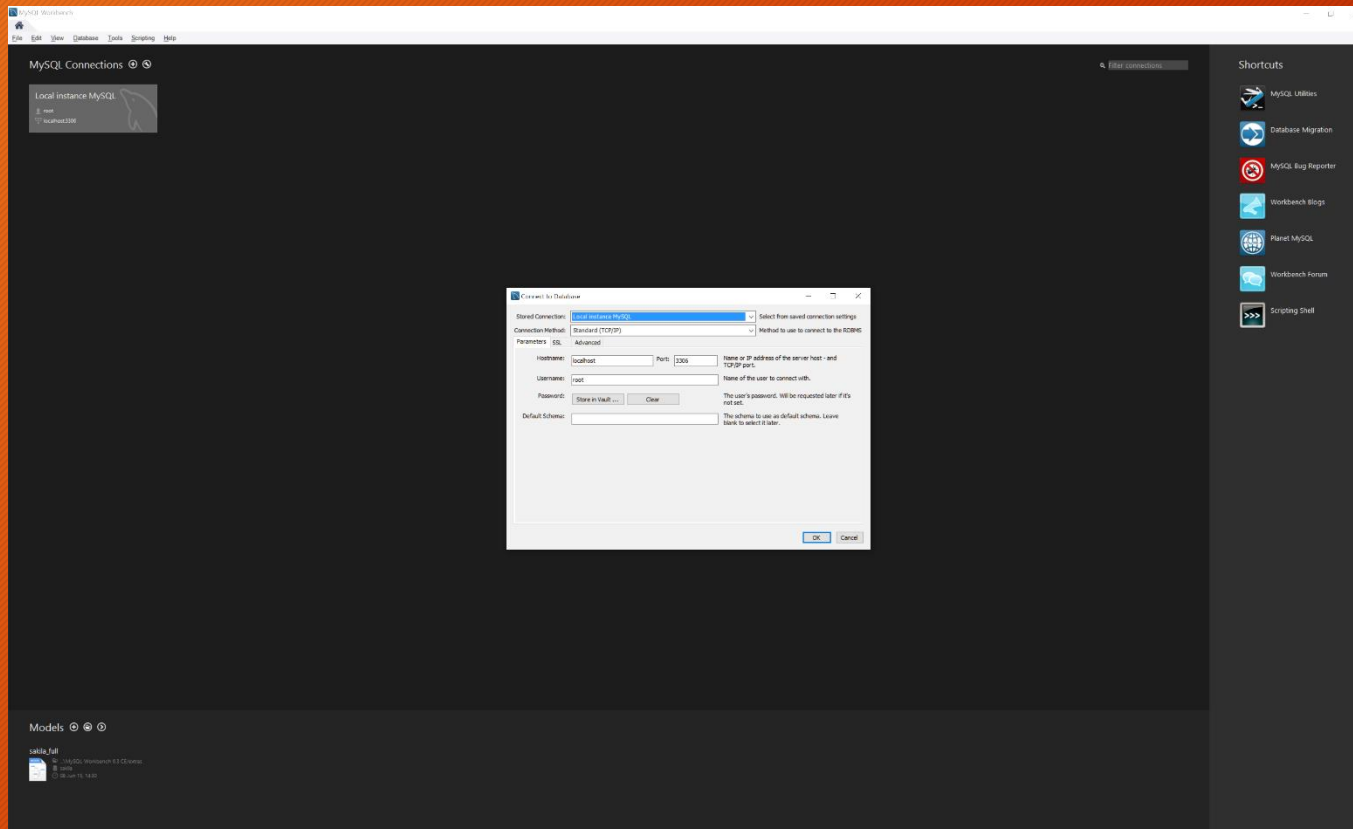 MySQL Workbench
File Edit View Database Tools Scripting Help
MySQL Connections
Filter connections
Local instance MySQL
root
localhost:3306
Shortcuts
MySQL Utilities
Database Migration
MySQL Bug Reporter
Workbench Blogs
Planet MySQL
Workbench Forum
Scripting Shell
Connect to Database
Stored Connection: Local instance MySQL Select from saved connection settings
Connection Method: Standard (TCP/IP) Method to use to connect to the RDBMS
Parameters SSL Advanced
Hostname: localhost Port: 3306 Name or IP address of the server host - and
TCP/IP port.
Username: root Name of the user to connect with.
Password: Store in Vault ... Clear The user's password. Will be requested later if it's
not set.
Default Schema: The schema to use as default schema. Leave
blank to select it later.
OK Cancel
Models
sakila_full
sakila